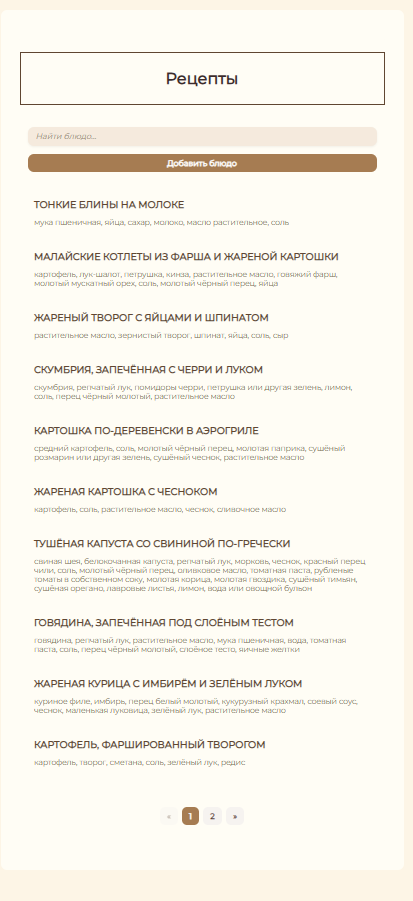 Рецепты
Найти блюдо...
Добавить блюдо
ТОНКИЕ БЛИНЫ НА МОЛОКЕ
мука пшеничная, яйца, сахар, молоко, масло растительное, соль
МАЛАЙСКИЕ КОТЛЕТЫ ИЗ ФАРША И ЖАРЕНОЙ КАРТОШКИ
картофель, лук-шалот, петрушка, кинза, растительное масло, говяжий фарш,
молотый мускатный орех, соль, молотый чёрный перец, яйца
ЖАРЕНЫЙ ТВОРОГ С ЯЙЦАМИ И ШПИНАТОМ
растительное масло, зернистый творог, шпинат, яйца, соль, сыр
СКУМБРИЯ, ЗАПЕЧЁННАЯ С ЧЕРРИ И ЛУКОМ
скумбрия, репчатый лук, помидоры черри, петрушка или другая зелень, лимон,
соль, перец чёрный молотый, растительное масло
КАРТОШКА ПО-ДЕРЕВЕНСКИ В АЭРОГРИЛЕ
средний картофель, соль, молотый чёрный перец, молотая паприка, сушёный
розмарин или другая зелень, сушёный чеснок, растительное масло
ЖАРЕНАЯ КАРТОШКА С ЧЕСНОКОМ
картофель, соль, растительное масло, чеснок, сливочное масло
ТУШЁНАЯ КАПУСТА СО СВИНИНОЙ ПО-ГРЕЧЕСКИ
свиная шея, белокочанная капуста, репчатый лук, морковь, чеснок, красный перец
чили, соль, молотый чёрный перец, оливковое масло, томатная паста, рубленые
томаты в собственном соку, молотая корица, молотая гвоздика, сушёный тимьян,
сушёная орегано, лавровые листья, лимон, вода или овощной бульон
ГОВЯДИНА, ЗАПЕЧЁННАЯ ПОД СЛОЁНЫМ ТЕСТОМ
говядина, репчатый лук, растительное масло, мука пшеничная, вода, томатная
паста, соль, перец чёрный молотый, слоёное тесто, яичные желтки
ЖАРЕНАЯ КУРИЦА С ИМБИРЁМ И ЗЕЛЁНЫМ ЛУКОМ
куриное филе, имбирь, перец белый молотый, кукурузный крахмал, соевый соус,
чеснок, маленькая луковица, зелёный лук, растительное масло
КАРТОФЕЛЬ, ФАРШИРОВАННЫЙ ТВОРОГОМ
картофель, творог, сметана, соль, зелёный лук, редис
« 1 2 »